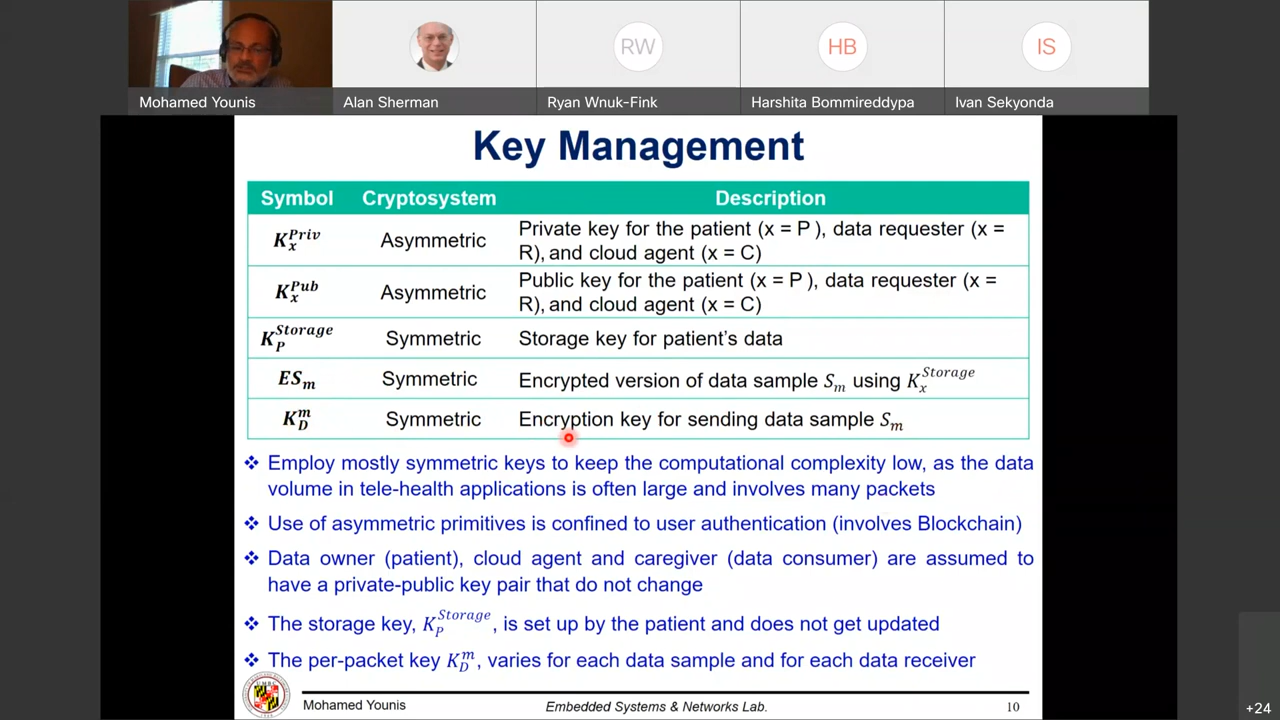 Mohamed Younis
Alan Sherman
RW
Ryan Wnuk-Fink
HB
Harshita Bommireddypa
IS
Ivan Sekyonda
Key Management
Symbol Cryptosystem Description
K_x^{Priv} Asymmetric Private key for the patient (x = P ), data requester (x =
R), and cloud agent (x = C)
K_x^{Pub} Asymmetric Public key for the patient (x = P ), data requester (x =
R), and cloud agent (x = C)
K_P^{Storage} Symmetric Storage key for patient's data
ES_m Symmetric Encrypted version of data sample S_m using K_x^{Storage}
K_D^m Symmetric Encryption key for sending data sample S_m
❖ Employ mostly symmetric keys to keep the computational complexity low, as the data
volume in tele-health applications is often large and involves many packets
❖ Use of asymmetric primitives is confined to user authentication (involves Blockchain)
❖ Data owner (patient), cloud agent and caregiver (data consumer) are assumed to
have a private-public key pair that do not change
❖ The storage key, K_P^{Storage}, is set up by the patient and does not get updated
❖ The per-packet key K_D^m, varies for each data sample and for each data receiver
UMBC
Mohamed Younis Embedded Systems & Networks Lab. 10
+24